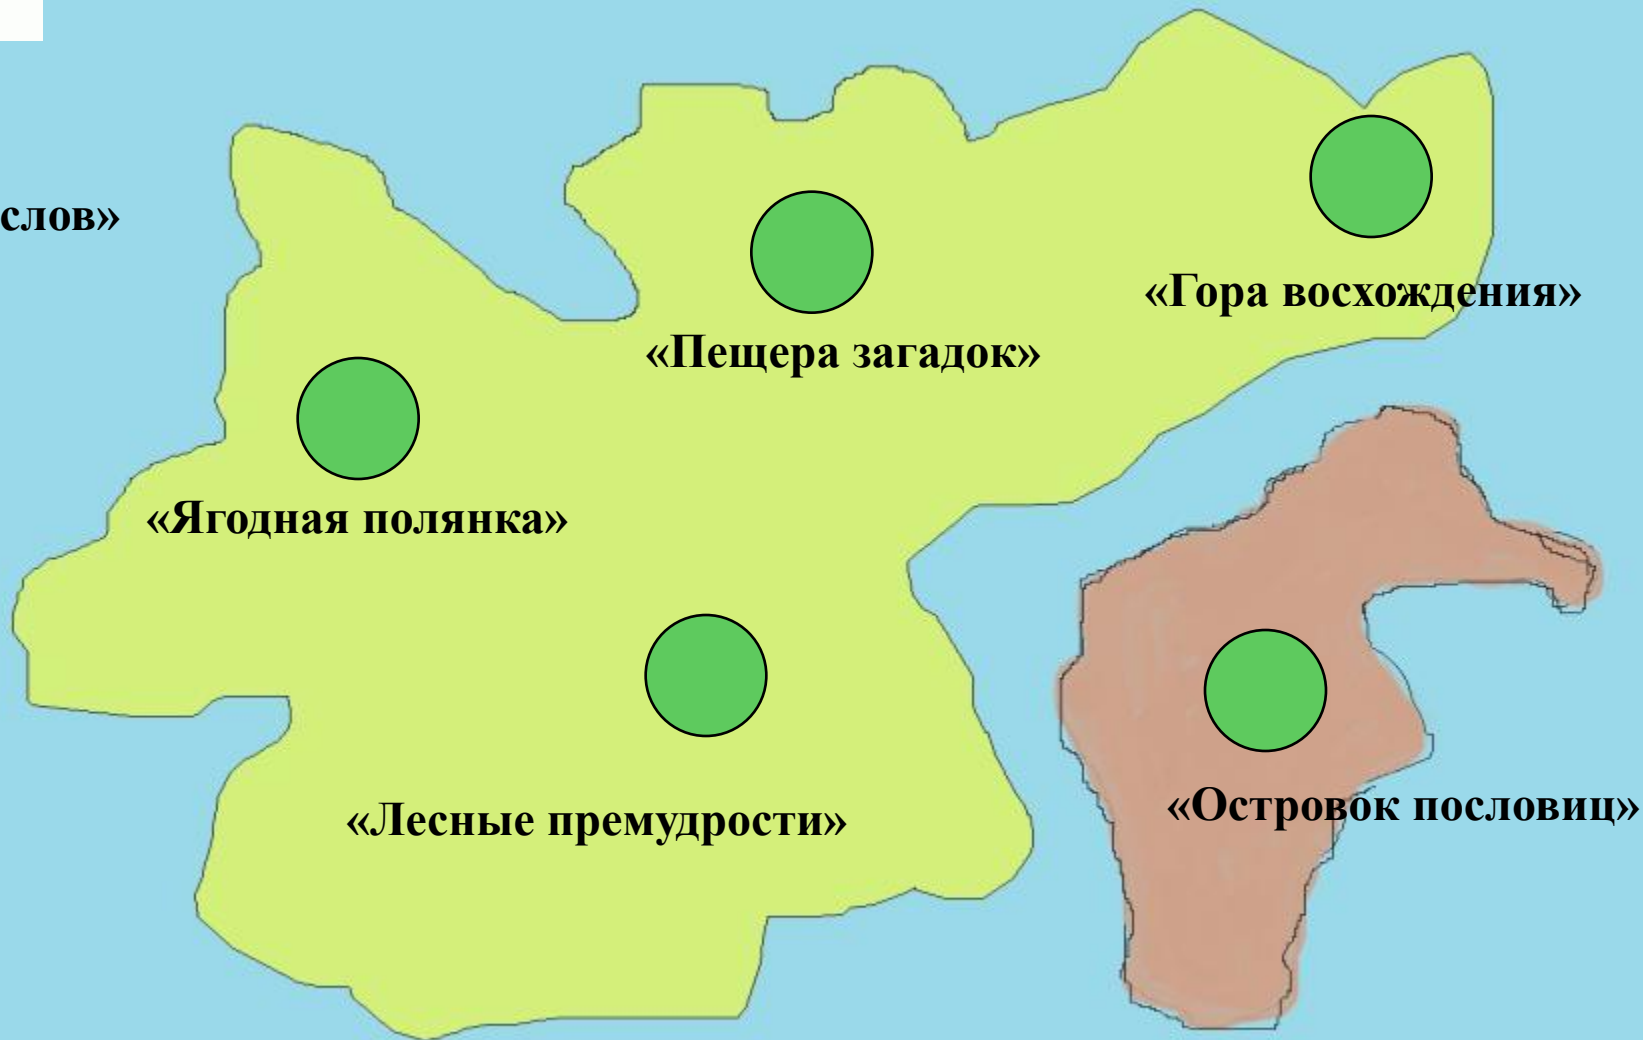 слов»
«Гора восхождения»
«Пещера загадок»
«Ягодная полянка»
«Лесные премудрости»
«Островок пословиц»